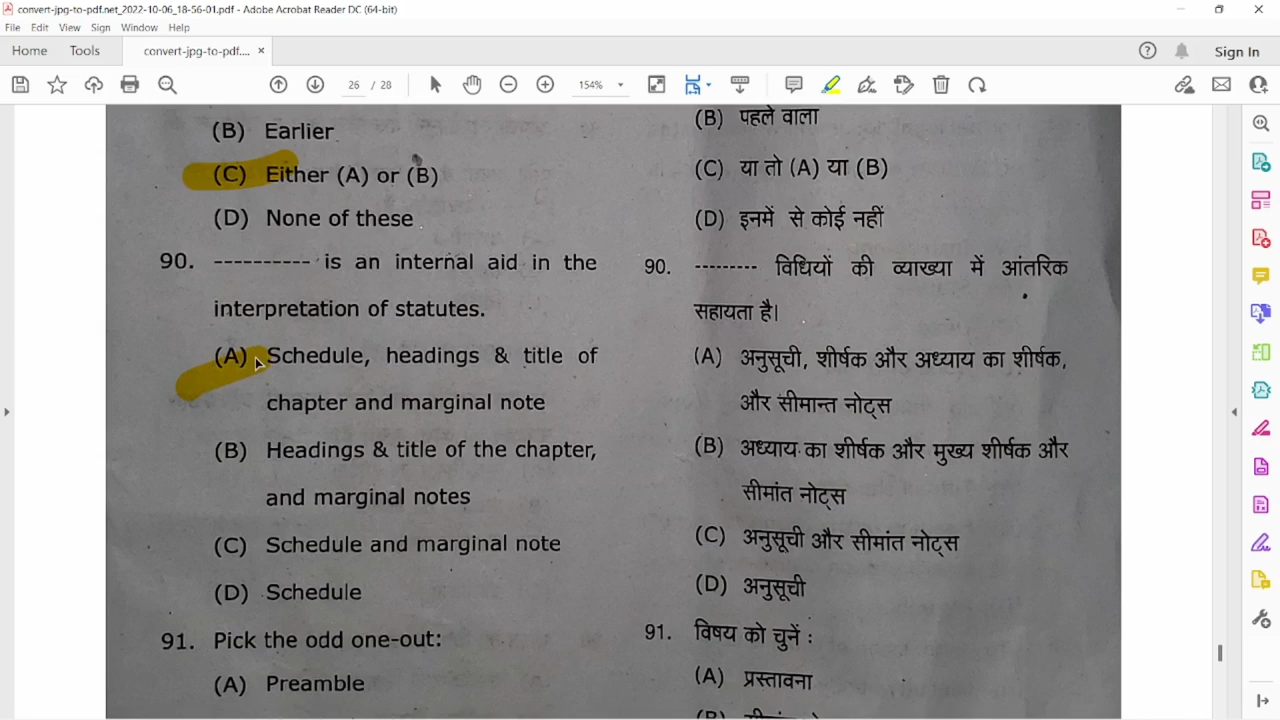 convert-jpg-to-pdf.net_2022-10-06_18-56-01.pdf - Adobe Acrobat Reader DC (64-bit)
File Edit View Sign Window Help
Home Tools convert-jpg-to-pdf.... × Sign In
26 / 28 154%
(B) Earlier
(C) Either (A) or (B)
(D) None of these
90. ---------- is an internal aid in the
interpretation of statutes.
(A) Schedule, headings & title of
chapter and marginal note
(B) Headings & title of the chapter,
and marginal notes
(C) Schedule and marginal note
(D) Schedule
91. Pick the odd one-out:
(A) Preamble
(B) पहले वाला
(C) या तो (A) या (B)
(D) इनमें से कोई नहीं
90. --------- विधियों की व्याख्या में आंतरिक
सहायता है।
(A) अनुसूची, शीर्षक और अध्याय का शीर्षक,
और सीमान्त नोट्स
(B) अध्याय का शीर्षक और मुख्य शीर्षक और
सीमांत नोट्स
(C) अनुसूची और सीमांत नोट्स
(D) अनुसूची
91. विषय को चुनें :
(A) प्रस्तावना